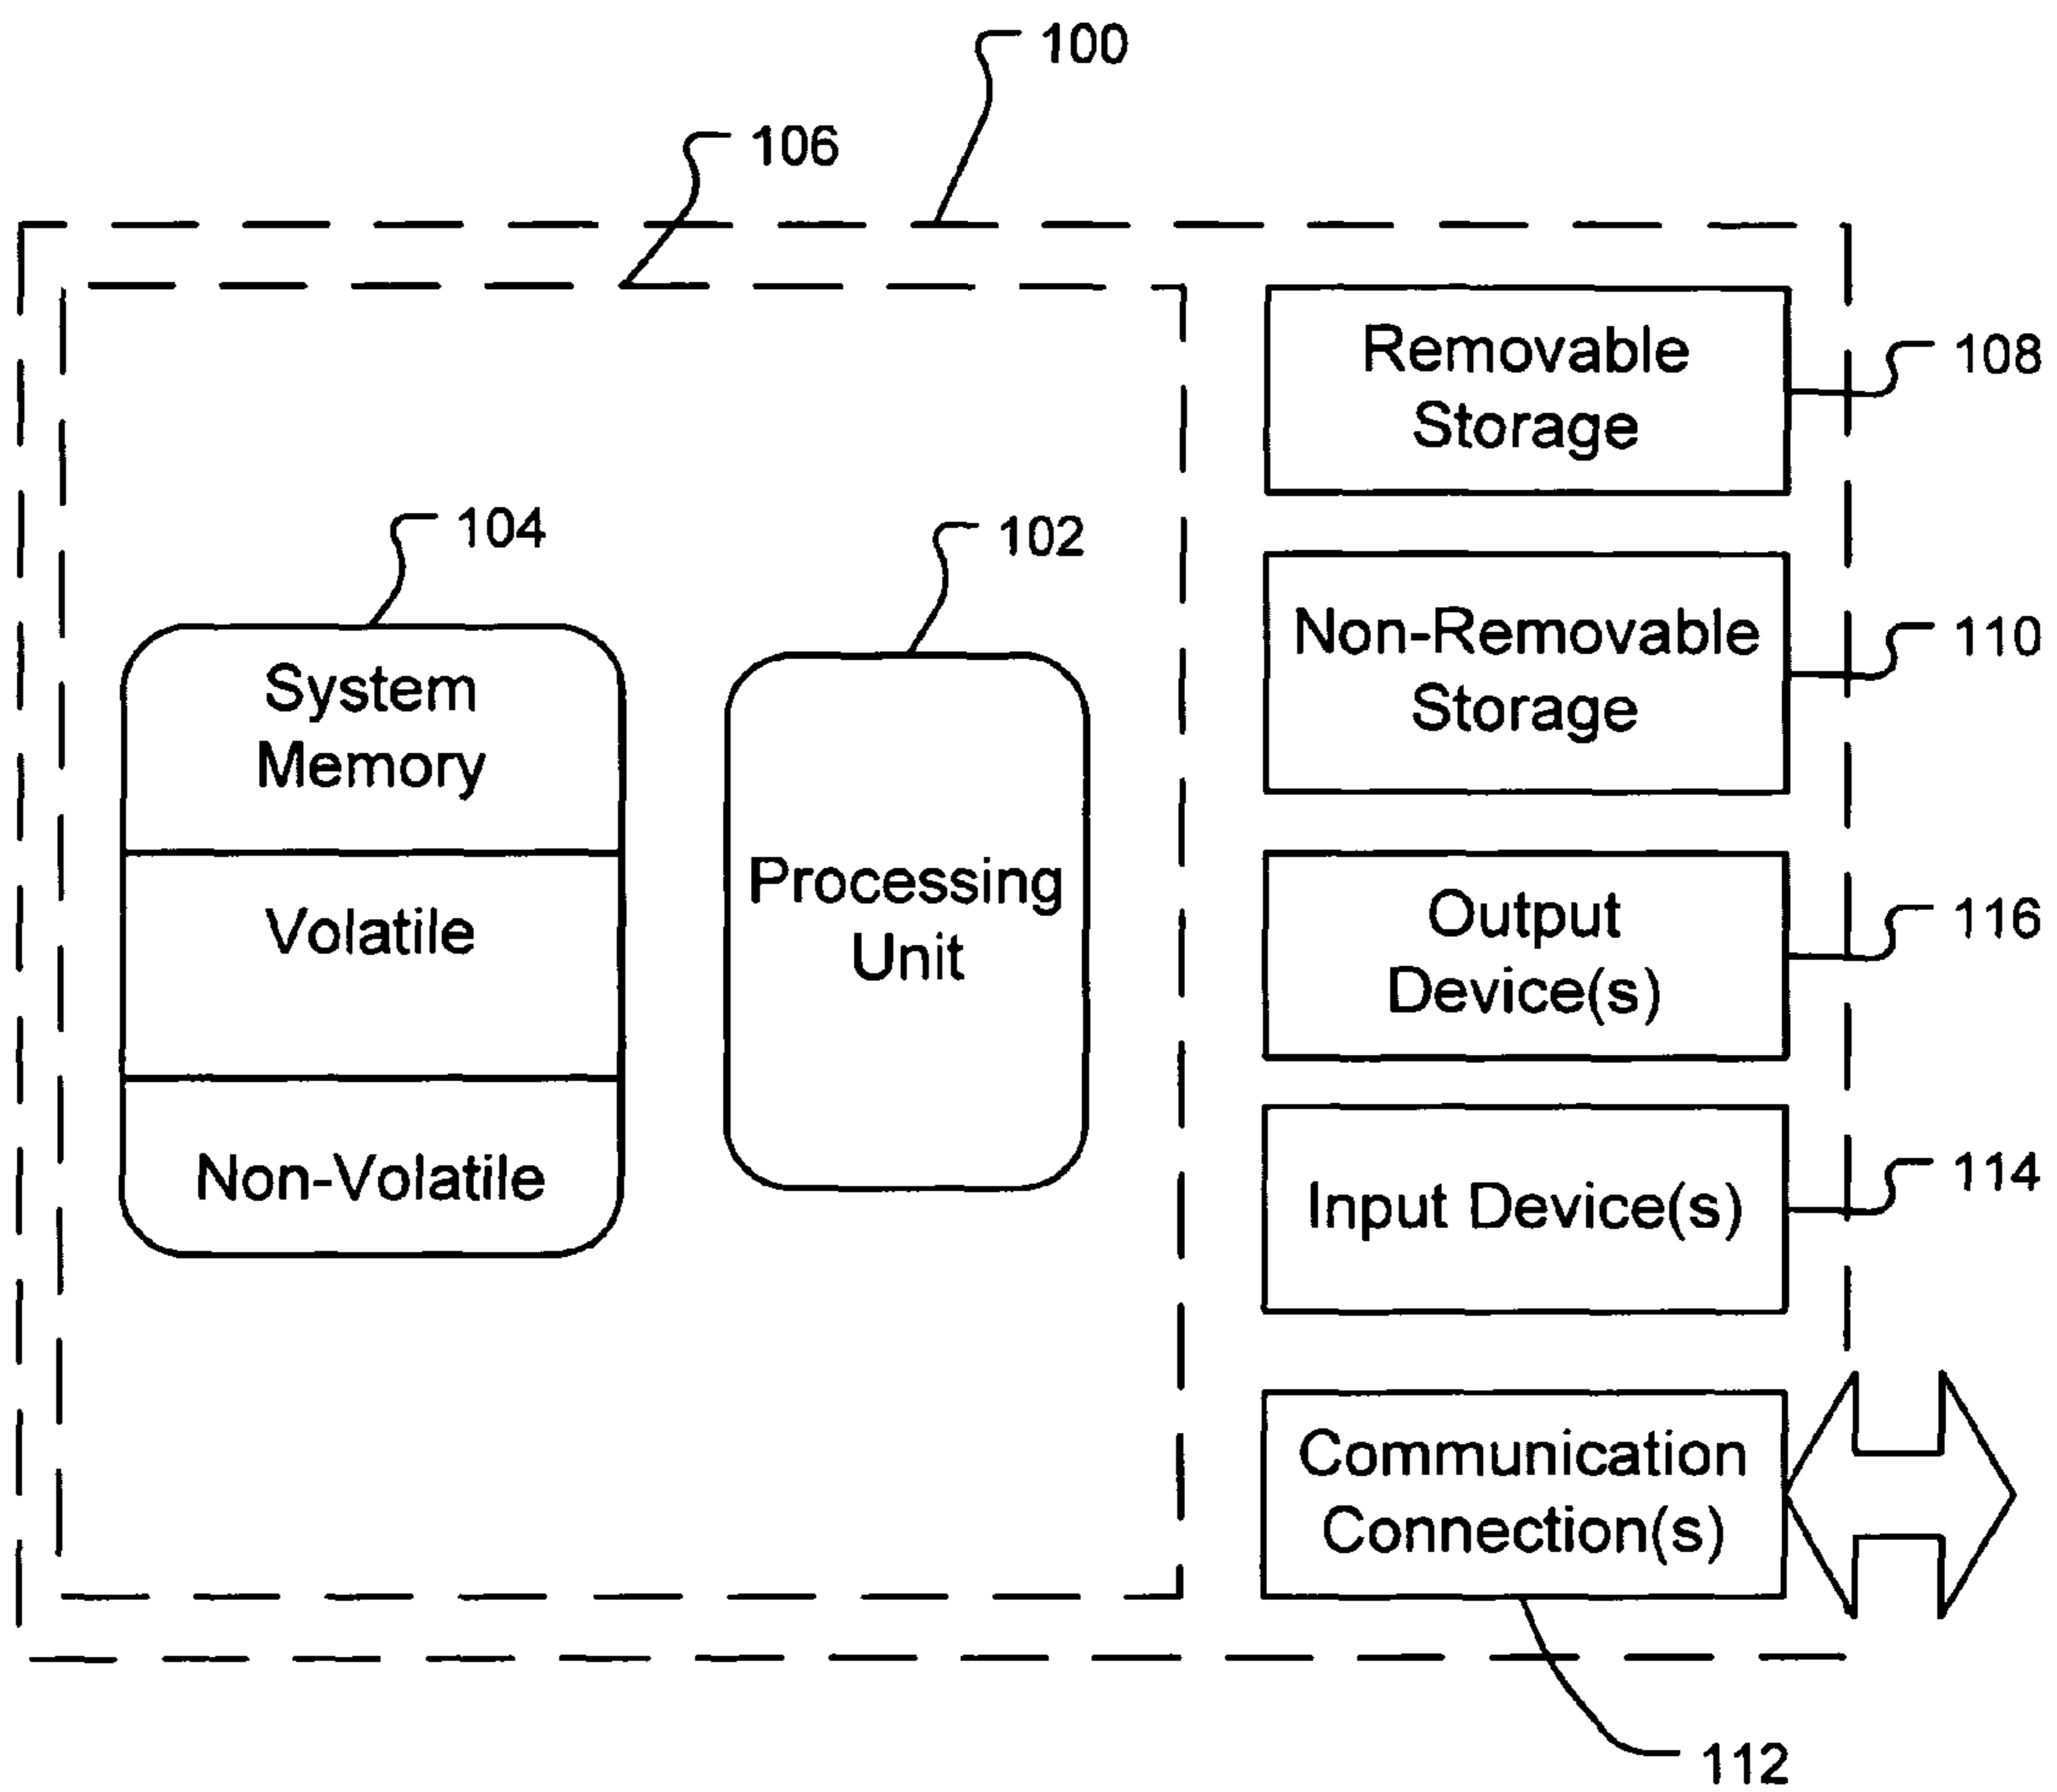 100
106
Removable
Storage
108
104
102
Non-Removable
Storage
110
System
Memory
Volatile
Non-Volatile
Processing
Unit
Output
Device(s)
116
Input Device(s)
114
Communication
Connection(s)
112